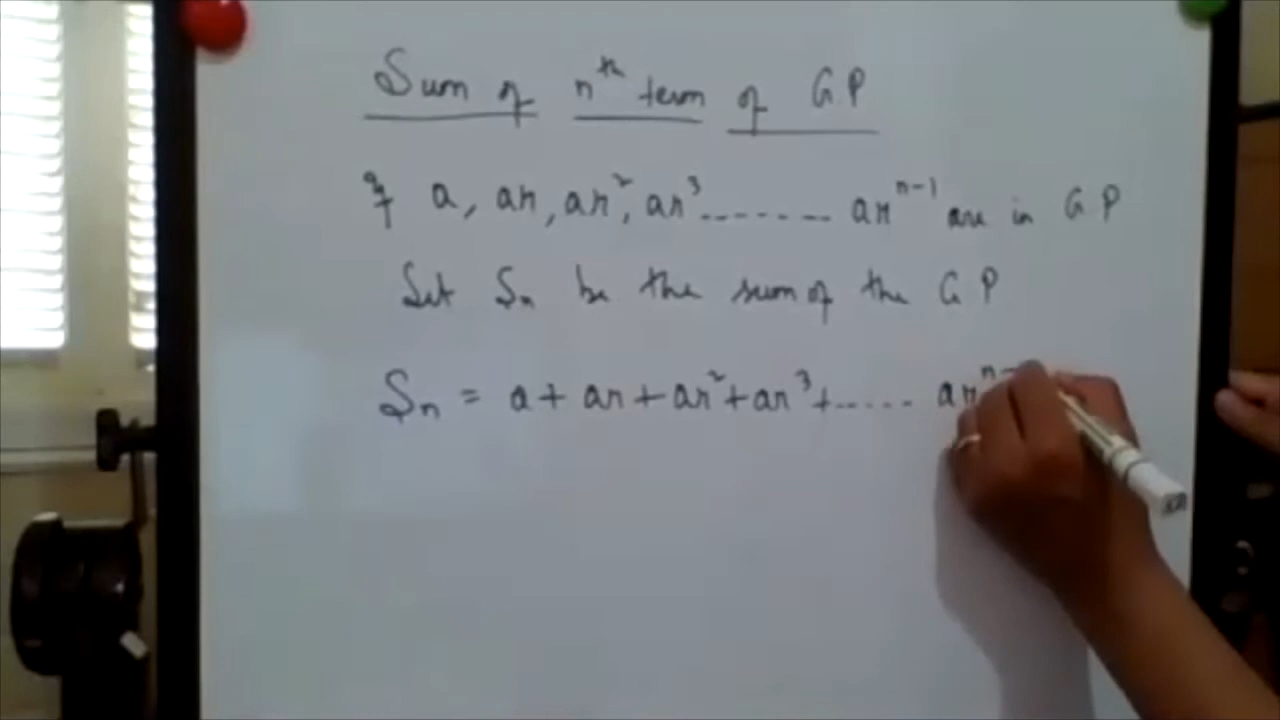 Sum of nth term of GP
If a, ar, ar², ar³ ........ arⁿ⁻¹ are in GP
Let Sₙ be the sum of the GP
Sₙ = a + ar + ar² + ar³ + ..... arⁿ⁻